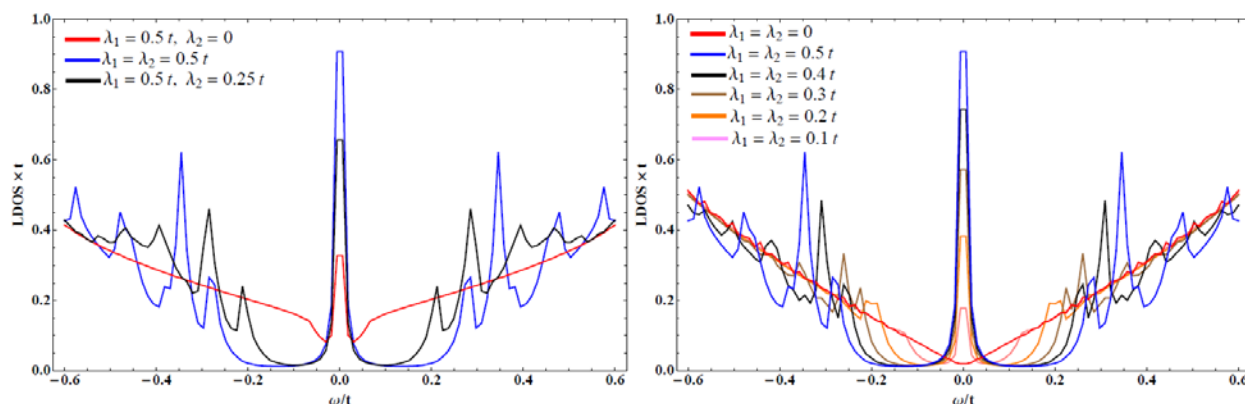 1.0
0.8
0.6
0.4
0.2
0.0
LDOS × t
λ₁ = 0.5 t, λ₂ = 0
λ₁ = λ₂ = 0.5 t
λ₁ = 0.5 t, λ₂ = 0.25 t
−0.6 −0.4 −0.2 0.0 0.2 0.4 0.6
ω/t
1.0
0.8
0.6
0.4
0.2
0.0
LDOS × t
λ₁ = λ₂ = 0
λ₁ = λ₂ = 0.5 t
λ₁ = λ₂ = 0.4 t
λ₁ = λ₂ = 0.3 t
λ₁ = λ₂ = 0.2 t
λ₁ = λ₂ = 0.1 t
−0.6 −0.4 −0.2 0.0 0.2 0.4 0.6
ω/t